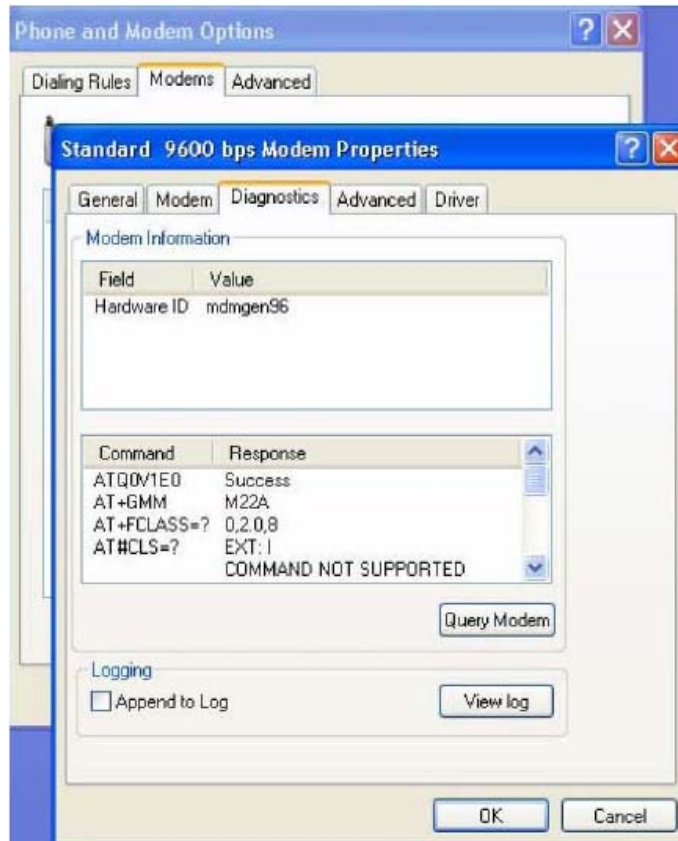 Phone and Modem Options
Dialing Rules Modems Advanced
Standard 9600 bps Modem Properties
General Modem Diagnostics Advanced Driver
Modem Information
Field Value
Hardware ID mdmgen96
Command Response
ATQ0V1E0 Success
AT+GMM M22A
AT+FCLASS=? 0,2.0,8
AT#CLS=? EXT: I
COMMAND NOT SUPPORTED
Query Modem
Logging
Append to Log View log
OK Cancel